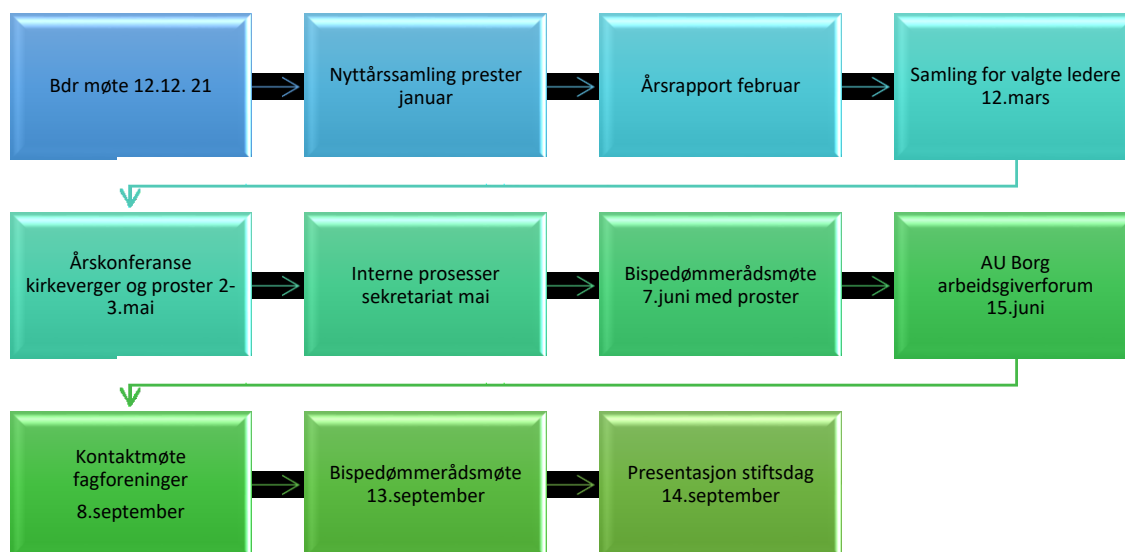 Bdr møte 12.12. 21
Nyttårssamling prester
januar
Årsrapport februar
Samling for valgte ledere
12.mars
Årskonferanse
kirkeverger og proster 2-
3.mai
Interne prosesser
sekretariat mai
Bispedømmerådsmøte
7.juni med proster
AU Borg
arbeidsgiverforum
15.juni
Kontaktmøte
fagforeninger
8.september
Bispedømmerådsmøte
13.september
Presentasjon stiftsdag
14.september